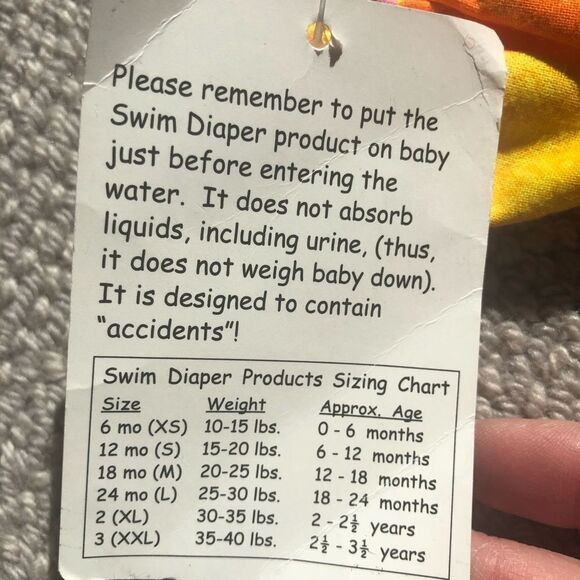 Please remember to put the
Swim Diaper product on baby
just before entering the
water. It does not absorb
liquids, including urine, (thus,
it does not weigh baby down).
It is designed to contain
"accidents"!
Swim Diaper Products Sizing Chart
Size Weight Approx. Age
6 mo (XS) 10-15 lbs. 0 - 6 months
12 mo (S) 15-20 lbs. 6 - 12 months
18 mo (M) 20-25 lbs. 12 - 18 months
24 mo (L) 25-30 lbs. 18 - 24 months
2 (XL) 30-35 lbs. 2 - 2½ years
3 (XXL) 35-40 lbs. 2½ - 3½ years